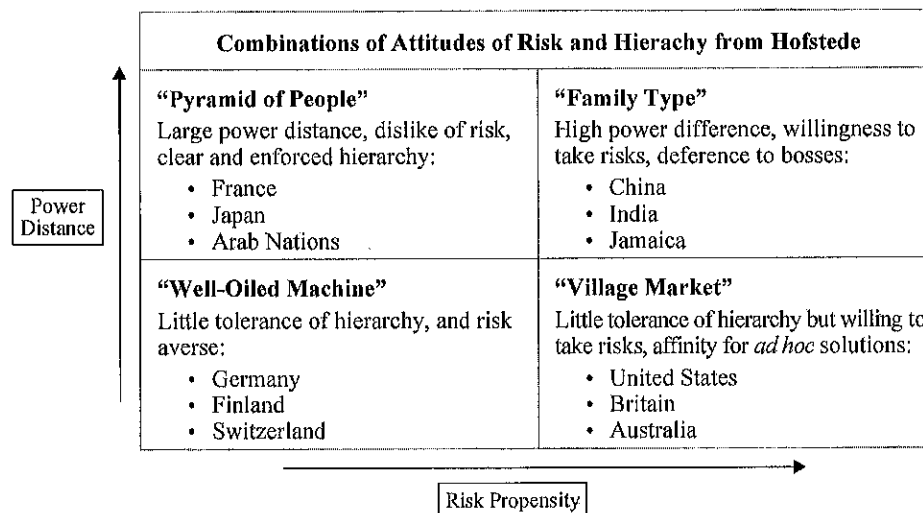 Combinations of Attitudes of Risk and Hierachy from Hofstede
“Pyramid of People”
Large power distance, dislike of risk,
clear and enforced hierarchy:
• France
• Japan
• Arab Nations
“Family Type”
High power difference, willingness to
take risks, deference to bosses:
• China
• India
• Jamaica
Power
Distance
“Well-Oiled Machine”
Little tolerance of hierarchy, and risk
averse:
• Germany
• Finland
• Switzerland
“Village Market”
Little tolerance of hierarchy but willing to
take risks, affinity for ad hoc solutions:
• United States
• Britain
• Australia
Risk Propensity